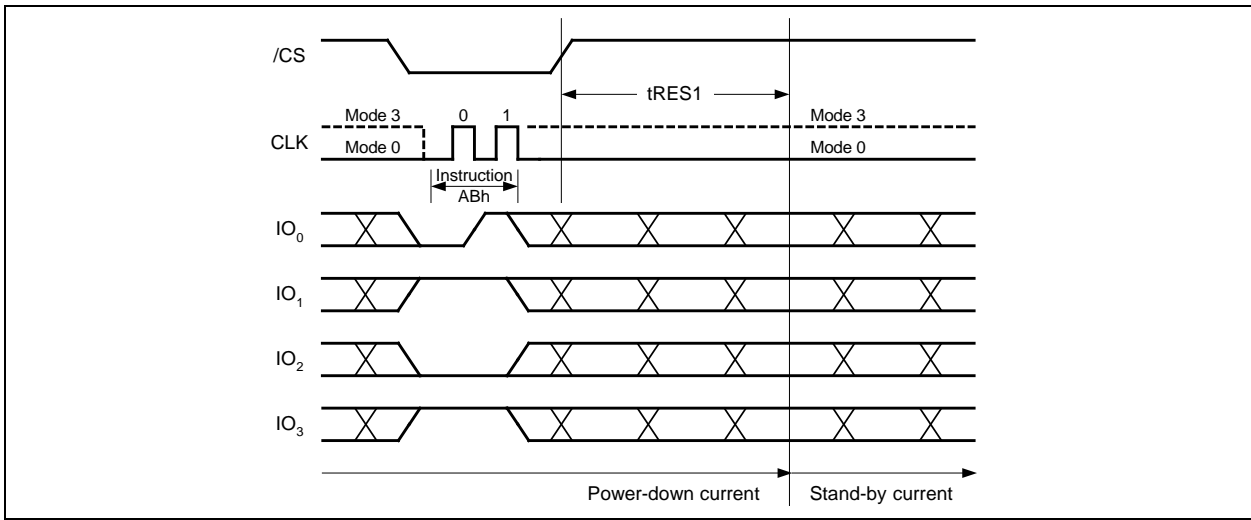 /CS
tRES1
Mode 3 0 1 Mode 3
CLK
Mode 0 Mode 0
Instruction
ABh
IO0
IO1
IO2
IO3
Power-down current Stand-by current